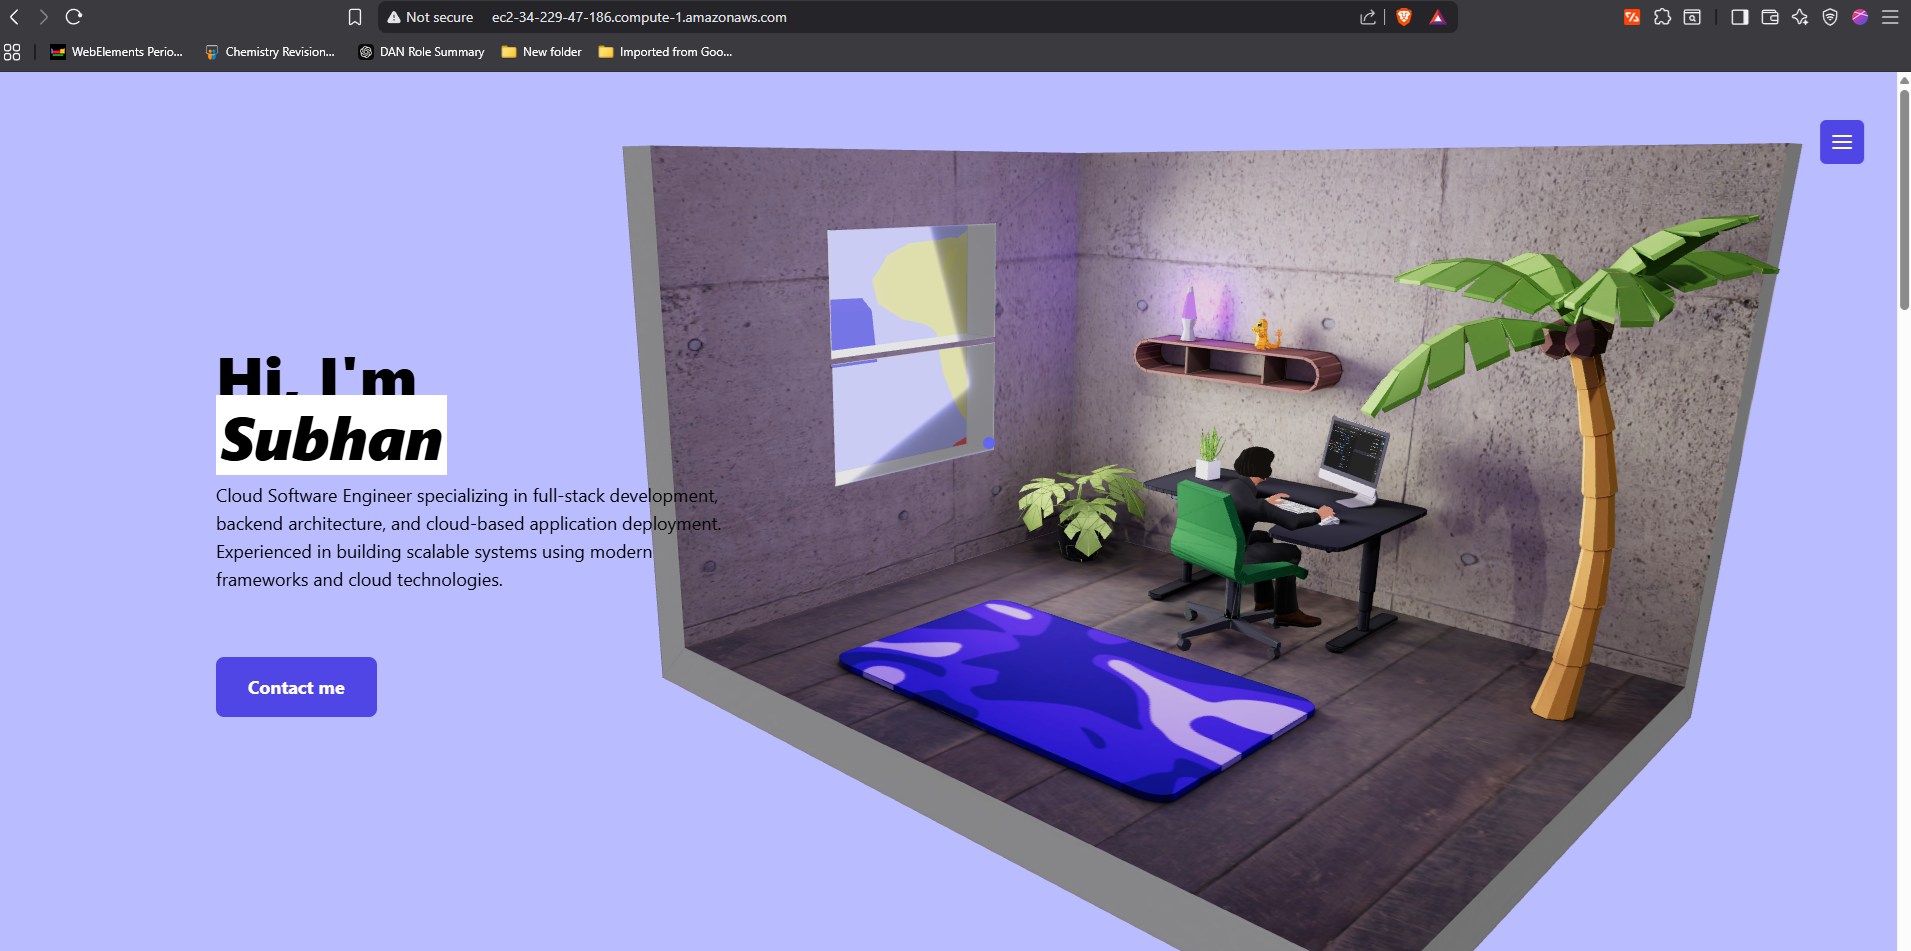 Not secure
ec2-34-229-47-186.compute-1.amazonaws.com
WebElements Perio...
Chemistry Revision...
DAN Role Summary
New folder
Imported from Goo...
Hi, I'm
Subhan
Cloud Software Engineer specializing in full-stack development,
backend architecture, and cloud-based application deployment.
Experienced in building scalable systems using modern
frameworks and cloud technologies.
Contact me